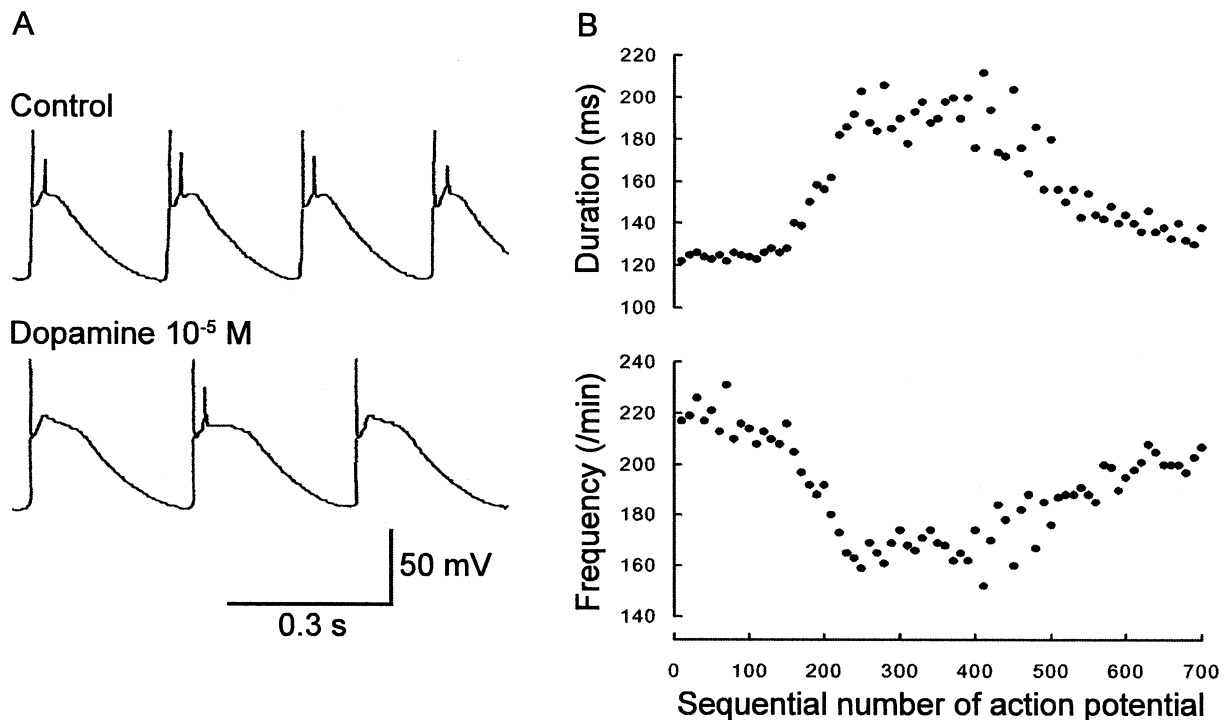 A
Control
Dopamine 10⁻⁵ M
50 mV
0.3 s
B
Duration (ms)
220
200
180
160
140
120
100
Frequency (/min)
240
220
200
180
160
140
0 100 200 300 400 500 600 700
Sequential number of action potential